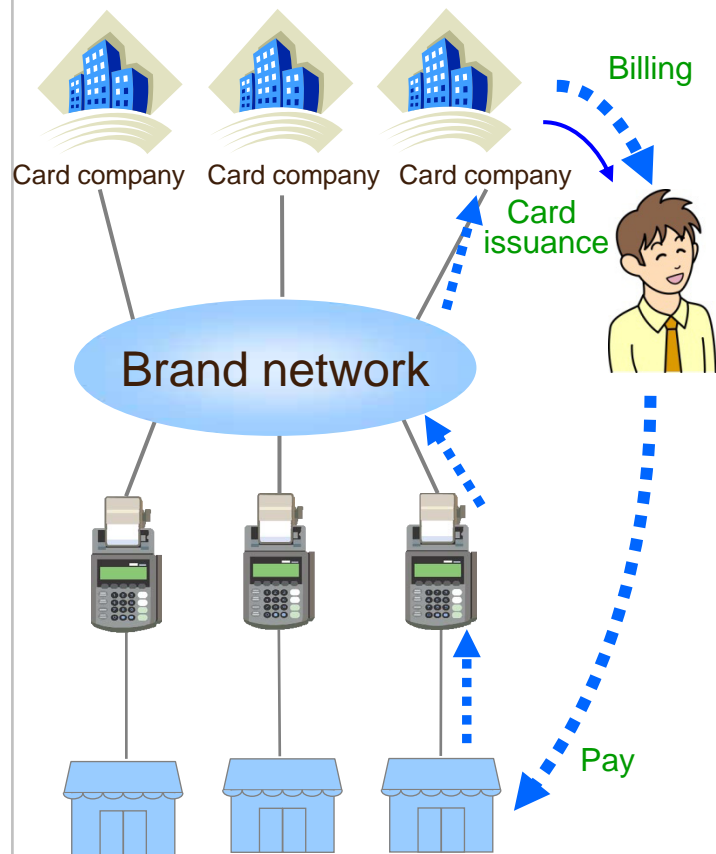 Billing
Card company
Card company
Card company
Card
issuance
Brand network
Pay